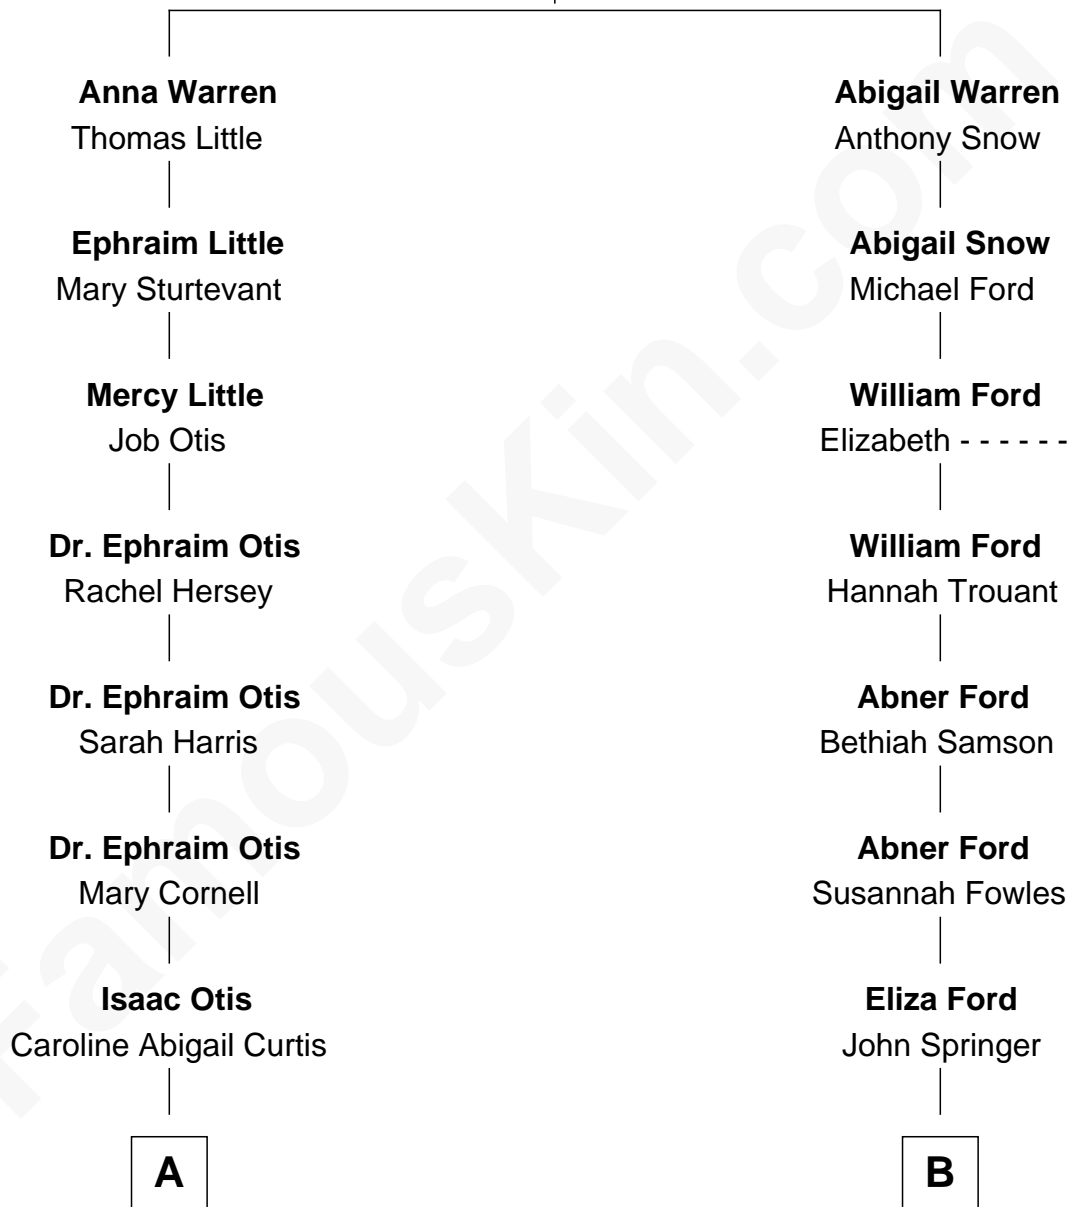 Anna Warren
Thomas Little
Ephraim Little
Mary Sturtevant
Mercy Little
Job Otis
Dr. Ephraim Otis
Rachel Hersey
Dr. Ephraim Otis
Sarah Harris
Dr. Ephraim Otis
Mary Cornell
Isaac Otis
Caroline Abigail Curtis
A
Abigail Warren
Anthony Snow
Abigail Snow
Michael Ford
William Ford
Elizabeth - - - - - -
William Ford
Hannah Trouant
Abner Ford
Bethiah Samson
Abner Ford
Susannah Fowles
Eliza Ford
John Springer
B
FamousKin.com